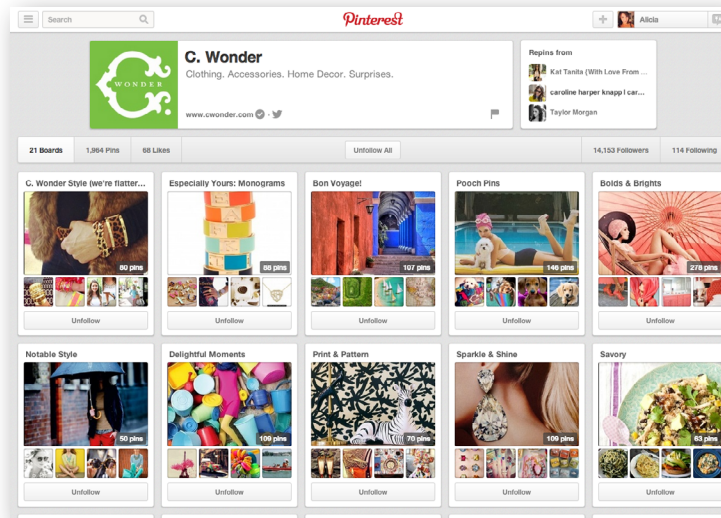 Search
Pinterest
Alicia
C. WONDER
C. Wonder
Clothing. Accessories. Home Decor. Surprises.
www.cwonder.com
Repins from
Kat Tanita (With Love From ...
caroline harper knapp I car...
Taylor Morgan
21 Boards
1,964 Pins
68 Likes
Unfollow All
14,153 Followers
114 Following
C. Wonder Style (we're flatter...
Especially Yours: Monograms
Bon Voyage!
Pooch Pins
Bolds & Brights
60 pins
68 pins
107 pins
146 pins
278 pins
Unfollow
Unfollow
Unfollow
Unfollow
Unfollow
Notable Style
Delightful Moments
Print & Pattern
Sparkle & Shine
Savory
50 pins
109 pins
70 pins
109 pins
63 pins
Unfollow
Unfollow
Unfollow
Unfollow
Unfollow